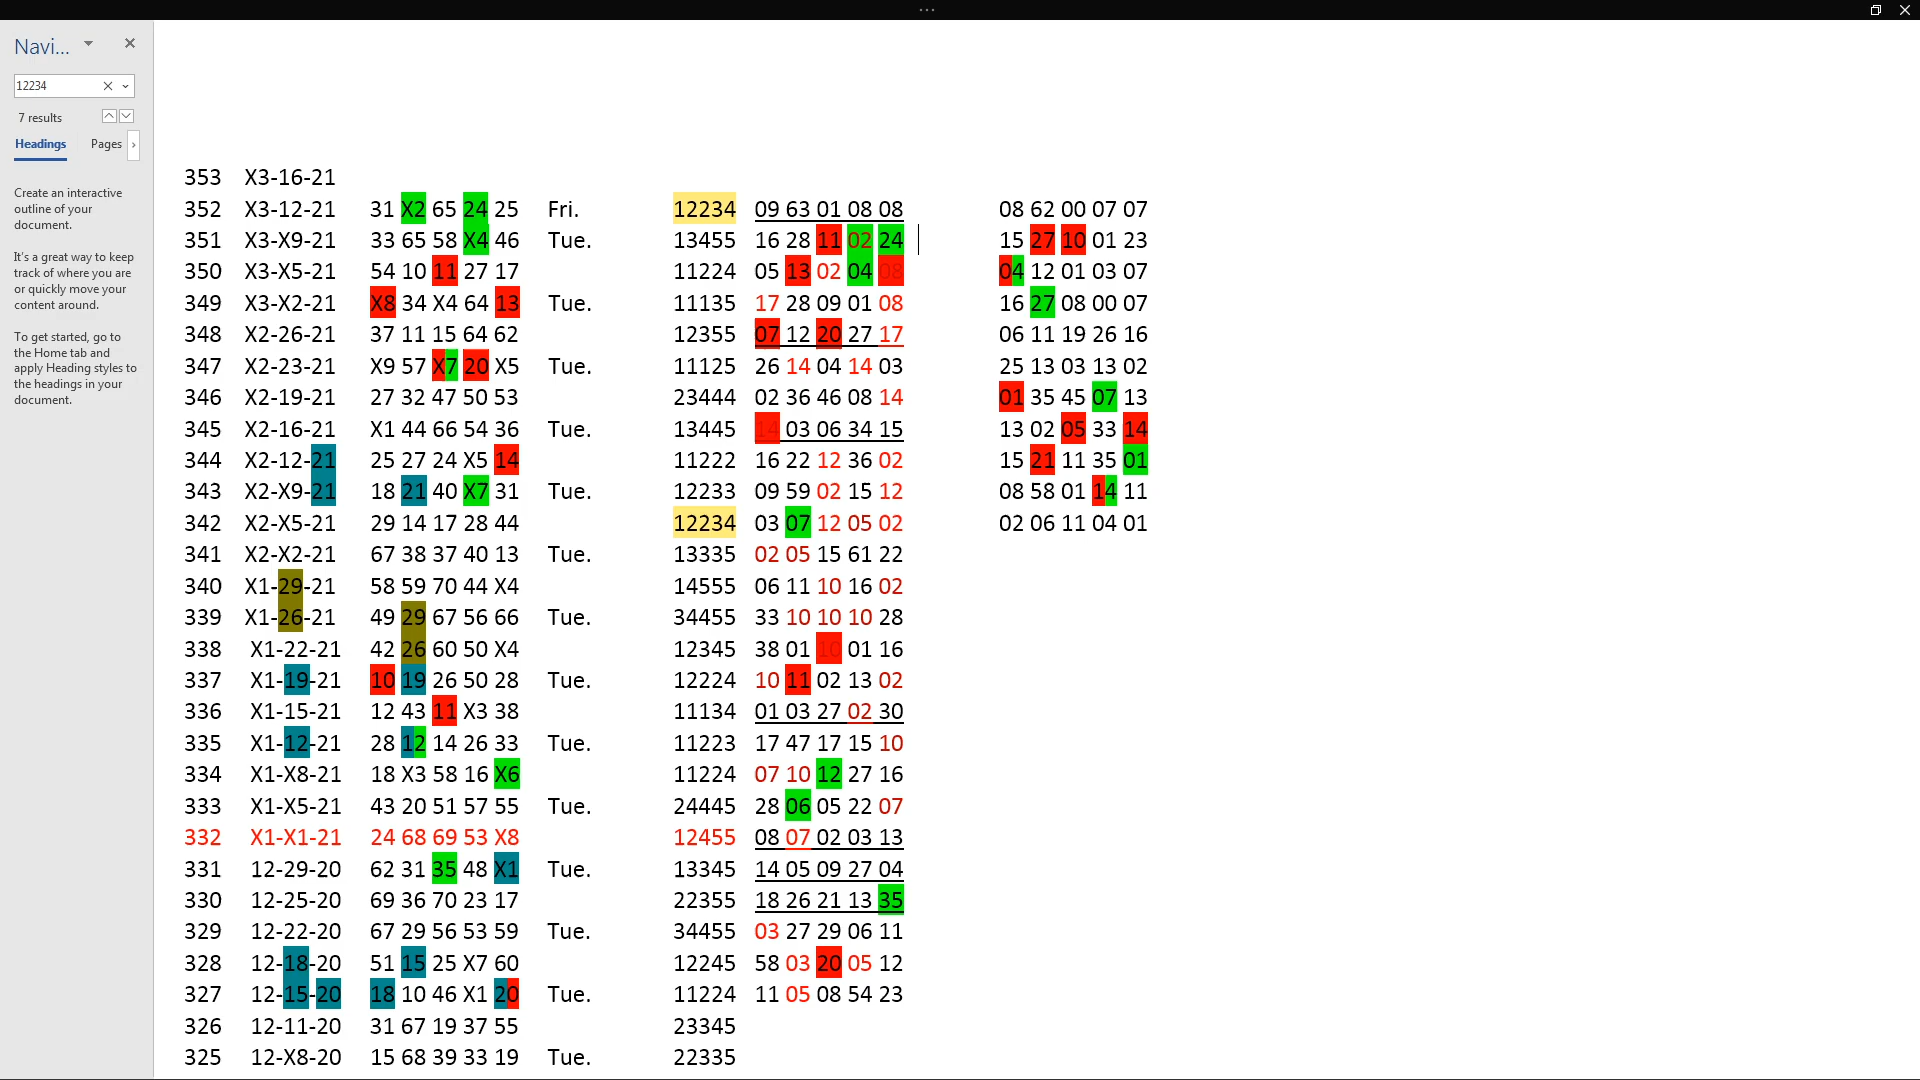 ...
Navi...
12234
7 results
Headings Pages
Create an interactive
outline of your
document.
It's a great way to keep
track of where you are
or quickly move your
content around.
To get started, go to
the Home tab and
apply Heading styles to
the headings in your
document.
353 X3-16-21
352 X3-12-21 31 X2 65 24 25 Fri. 12234 09 63 01 08 08 08 62 00 07 07
351 X3-X9-21 33 65 58 X4 46 Tue. 13455 16 28 11 02 24 15 27 10 01 23
350 X3-X5-21 54 10 11 27 17 11224 05 13 02 04 08 04 12 01 03 07
349 X3-X2-21 X8 34 X4 64 13 Tue. 11135 17 28 09 01 08 16 27 08 00 07
348 X2-26-21 37 11 15 64 62 12355 07 12 20 27 17 06 11 19 26 16
347 X2-23-21 X9 57 X7 20 X5 Tue. 11125 26 14 04 14 03 25 13 03 13 02
346 X2-19-21 27 32 47 50 53 23444 02 36 46 08 14 01 35 45 07 13
345 X2-16-21 X1 44 66 54 36 Tue. 13445 14 03 06 34 15 13 02 05 33 14
344 X2-12-21 25 27 24 X5 14 11222 16 22 12 36 02 15 21 11 35 01
343 X2-X9-21 18 21 40 X7 31 Tue. 12233 09 59 02 15 12 08 58 01 14 11
342 X2-X5-21 29 14 17 28 44 12234 03 07 12 05 02 02 06 11 04 01
341 X2-X2-21 67 38 37 40 13 Tue. 13335 02 05 15 61 22
340 X1-29-21 58 59 70 44 X4 14555 06 11 10 16 02
339 X1-26-21 49 29 67 56 66 Tue. 34455 33 10 10 10 28
338 X1-22-21 42 26 60 50 X4 12345 38 01 10 01 16
337 X1-19-21 10 19 26 50 28 Tue. 12224 10 11 02 13 02
336 X1-15-21 12 43 11 X3 38 11134 01 03 27 02 30
335 X1-12-21 28 12 14 26 33 Tue. 11223 17 47 17 15 10
334 X1-X8-21 18 X3 58 16 X6 11224 07 10 12 27 16
333 X1-X5-21 43 20 51 57 55 Tue. 24445 28 06 05 22 07
332 X1-X1-21 24 68 69 53 X8 12455 08 07 02 03 13
331 12-29-20 62 31 35 48 X1 Tue. 13345 14 05 09 27 04
330 12-25-20 69 36 70 23 17 22355 18 26 21 13 35
329 12-22-20 67 29 56 53 59 Tue. 34455 03 27 29 06 11
328 12-18-20 51 15 25 X7 60 12245 58 03 20 05 12
327 12-15-20 18 10 46 X1 20 Tue. 11224 11 05 08 54 23
326 12-11-20 31 67 19 37 55 23345
325 12-X8-20 15 68 39 33 19 Tue. 22335